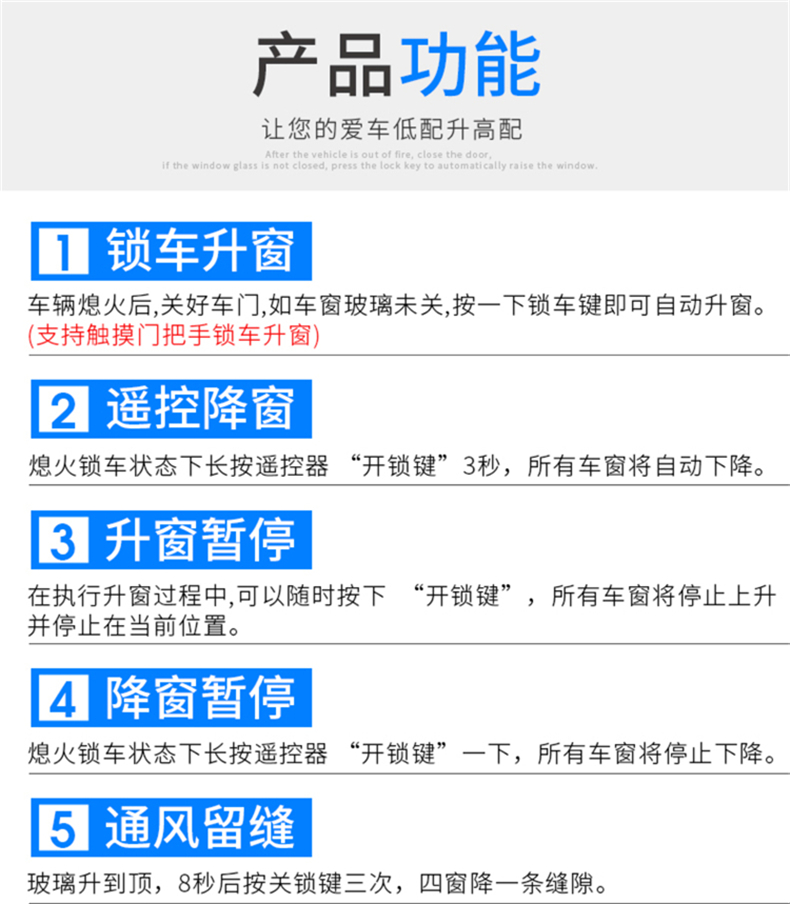 产品功能
让您的爱车低配升高配
After the vehicle is out of fire, close the door,
if the window glass is not closed, press the lock key to automatically raise the window.
1 锁车升窗
车辆熄火后,关好车门,如车窗玻璃未关,按一下锁车键即可自动升窗。
(支持触摸门把手锁车升窗)
2 遥控降窗
熄火锁车状态下长按遥控器 “开锁键”3秒，所有车窗将自动下降。
3 升窗暂停
在执行升窗过程中,可以随时按下 “开锁键”，所有车窗将停止上升
并停止在当前位置。
4 降窗暂停
熄火锁车状态下长按遥控器 “开锁键”一下，所有车窗将停止下降。
5 通风留缝
玻璃升到顶，8秒后按关锁键三次，四窗降一条缝隙。